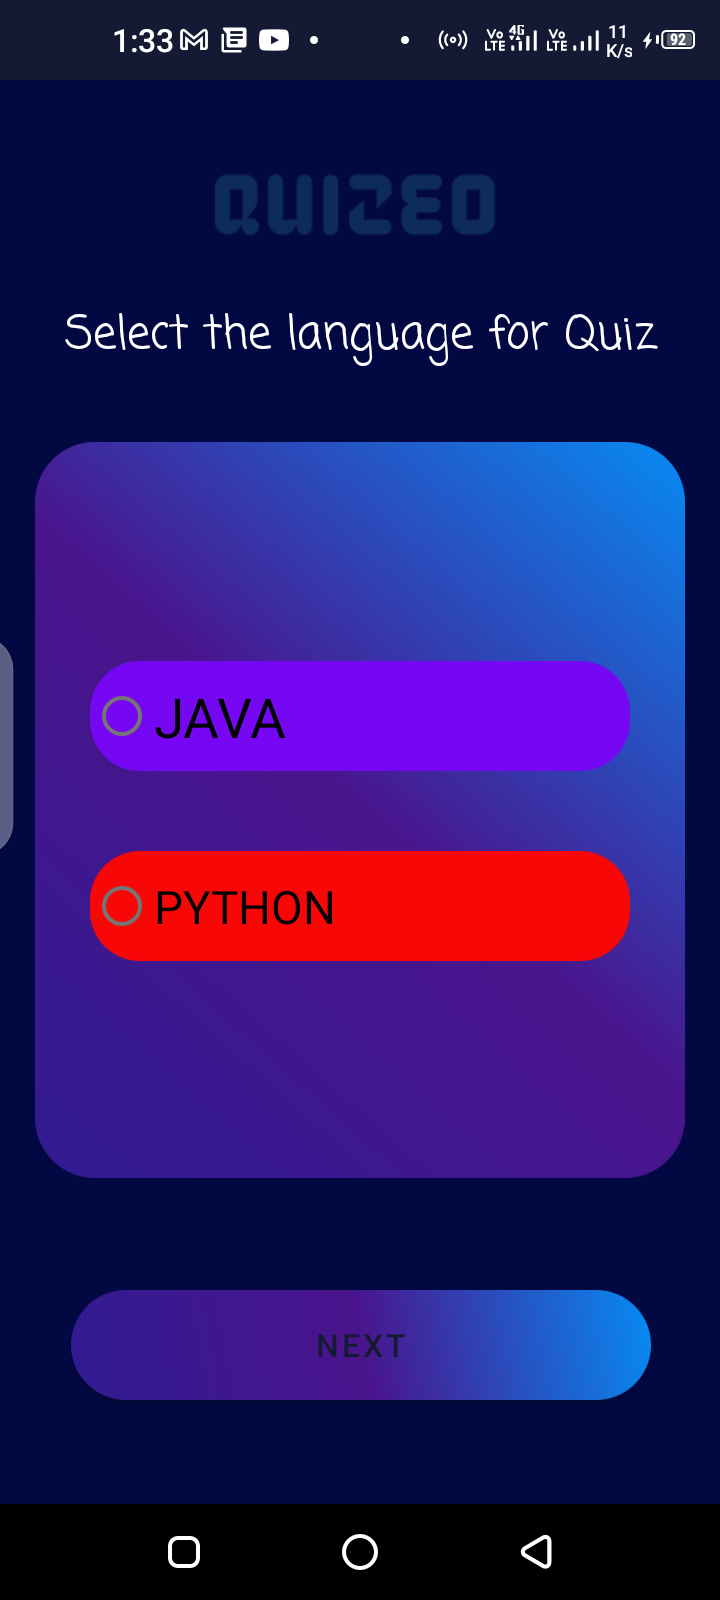 1:33 Vo LTE 4G Vo LTE 11 K/s 92
QUIZEO
Select the language for Quiz
JAVA
PYTHON
NEXT